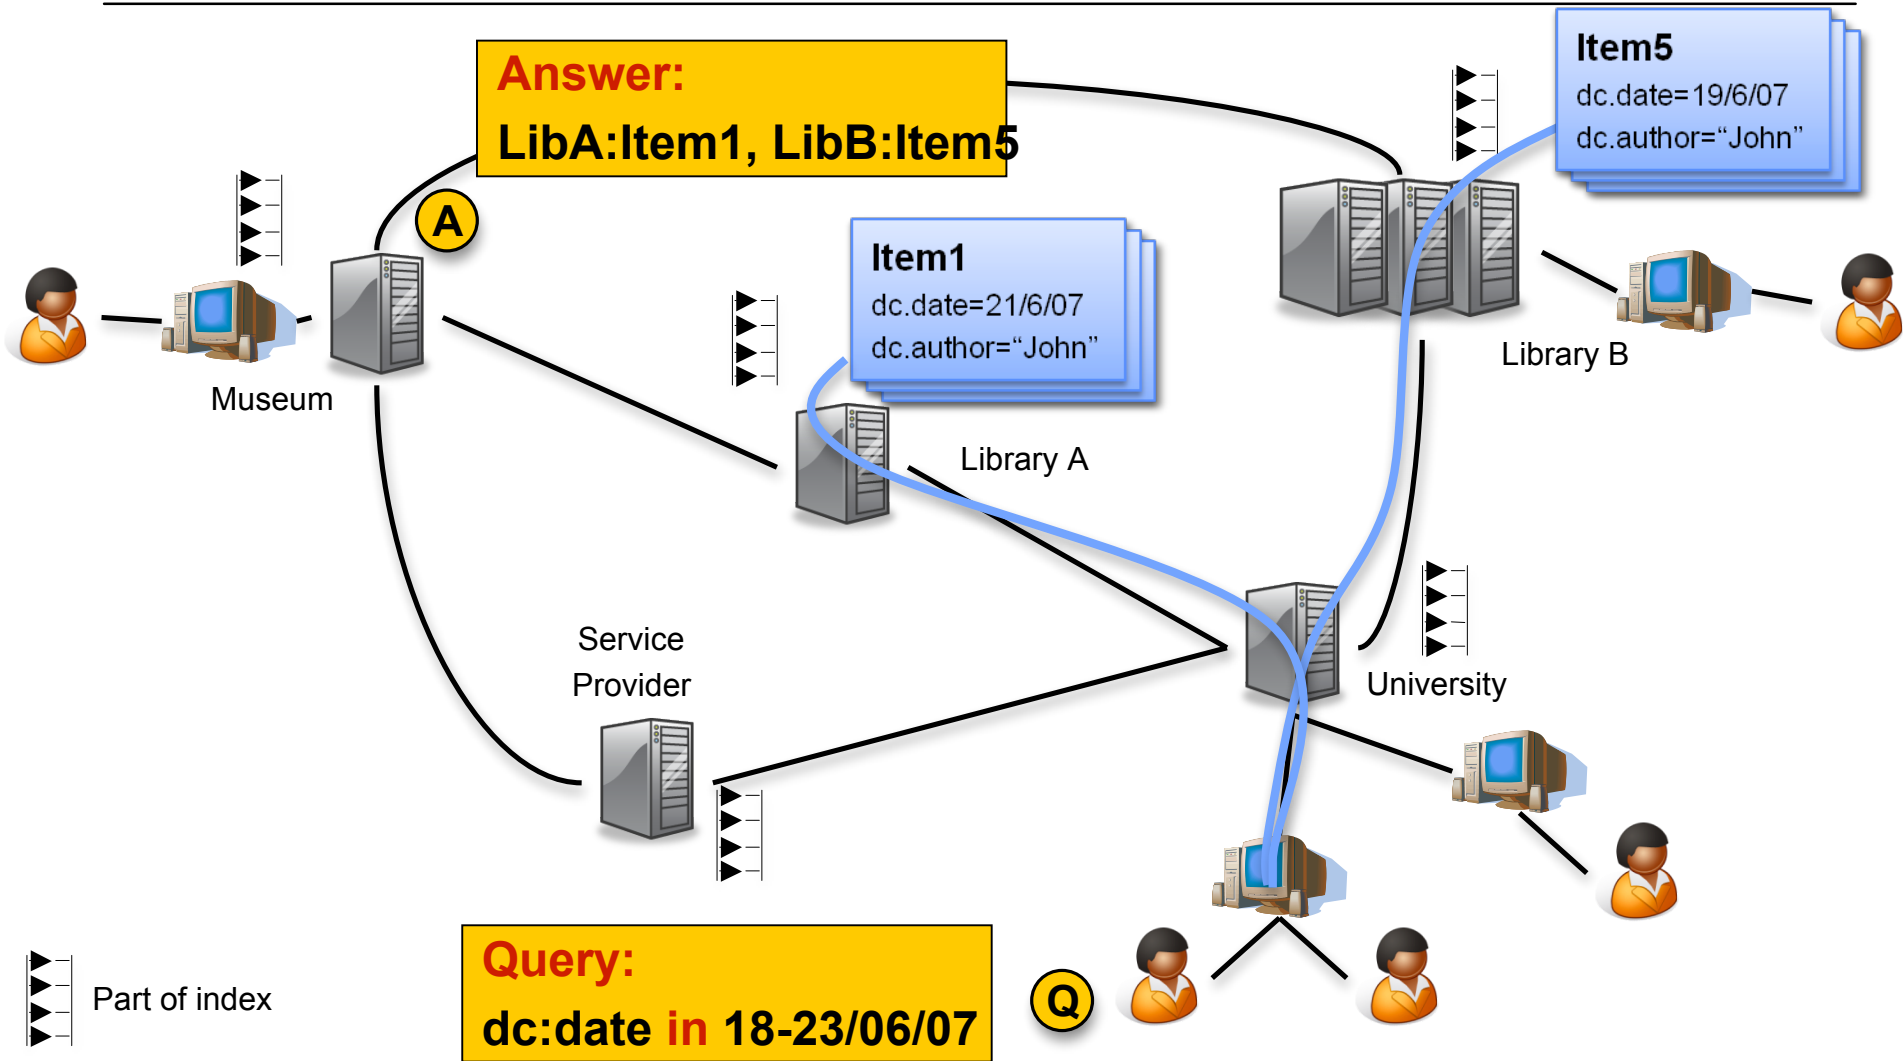 Answer:
LibA:Item1, LibB:Item5
Item5
dc.date=19/6/07
dc.author=“John”
A
Item1
dc.date=21/6/07
dc.author=“John”
Library B
Museum
Library A
Service
Provider
University
Query:
dc:date in 18-23/06/07
Q
Part of index